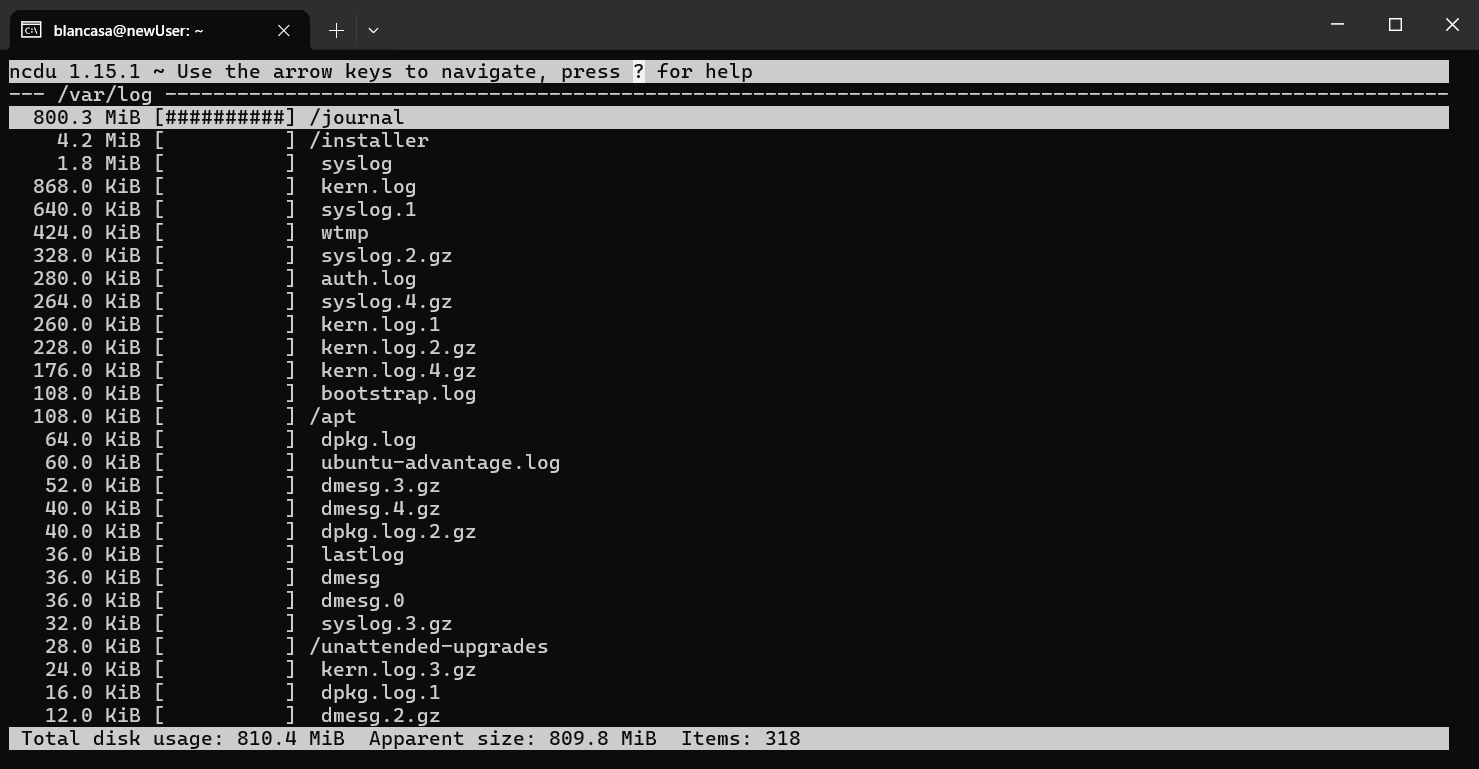 blancasa@newUser: ~
ncdu 1.15.1 ~ Use the arrow keys to navigate, press ? for help
--- /var/log ------------------------------------------------------------------------------------------------------------
800.3 MiB [##########] /journal
4.2 MiB [          ] /installer
1.8 MiB [          ]  syslog
868.0 KiB [          ]  kern.log
640.0 KiB [          ]  syslog.1
424.0 KiB [          ]  wtmp
328.0 KiB [          ]  syslog.2.gz
280.0 KiB [          ]  auth.log
264.0 KiB [          ]  syslog.4.gz
260.0 KiB [          ]  kern.log.1
228.0 KiB [          ]  kern.log.2.gz
176.0 KiB [          ]  kern.log.4.gz
108.0 KiB [          ]  bootstrap.log
108.0 KiB [          ] /apt
64.0 KiB [          ]  dpkg.log
60.0 KiB [          ]  ubuntu-advantage.log
52.0 KiB [          ]  dmesg.3.gz
40.0 KiB [          ]  dmesg.4.gz
40.0 KiB [          ]  dpkg.log.2.gz
36.0 KiB [          ]  lastlog
36.0 KiB [          ]  dmesg
36.0 KiB [          ]  dmesg.0
32.0 KiB [          ]  syslog.3.gz
28.0 KiB [          ] /unattended-upgrades
24.0 KiB [          ]  kern.log.3.gz
16.0 KiB [          ]  dpkg.log.1
12.0 KiB [          ]  dmesg.2.gz
Total disk usage: 810.4 MiB  Apparent size: 809.8 MiB  Items: 318